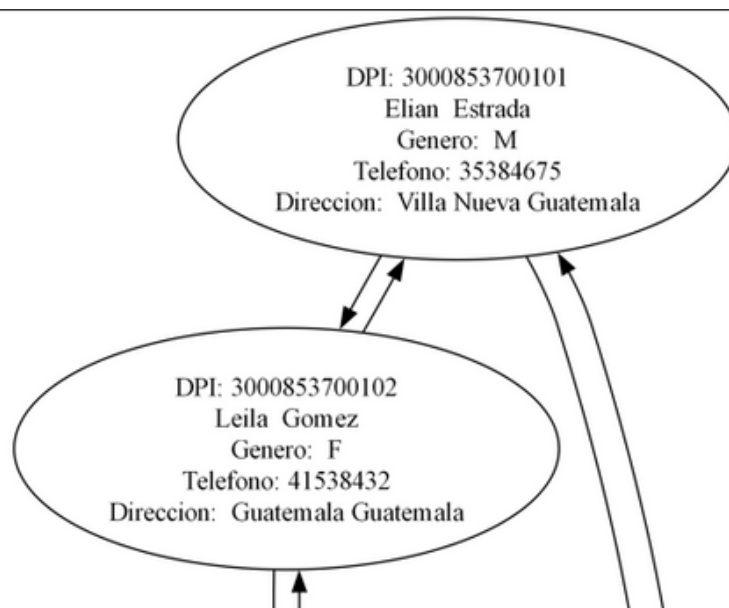 DPI: 3000853700101
Elian Estrada
Genero: M
Telefono: 35384675
Direccion: Villa Nueva Guatemala
DPI: 3000853700102
Leila Gomez
Genero: F
Telefono: 41538432
Direccion: Guatemala Guatemala